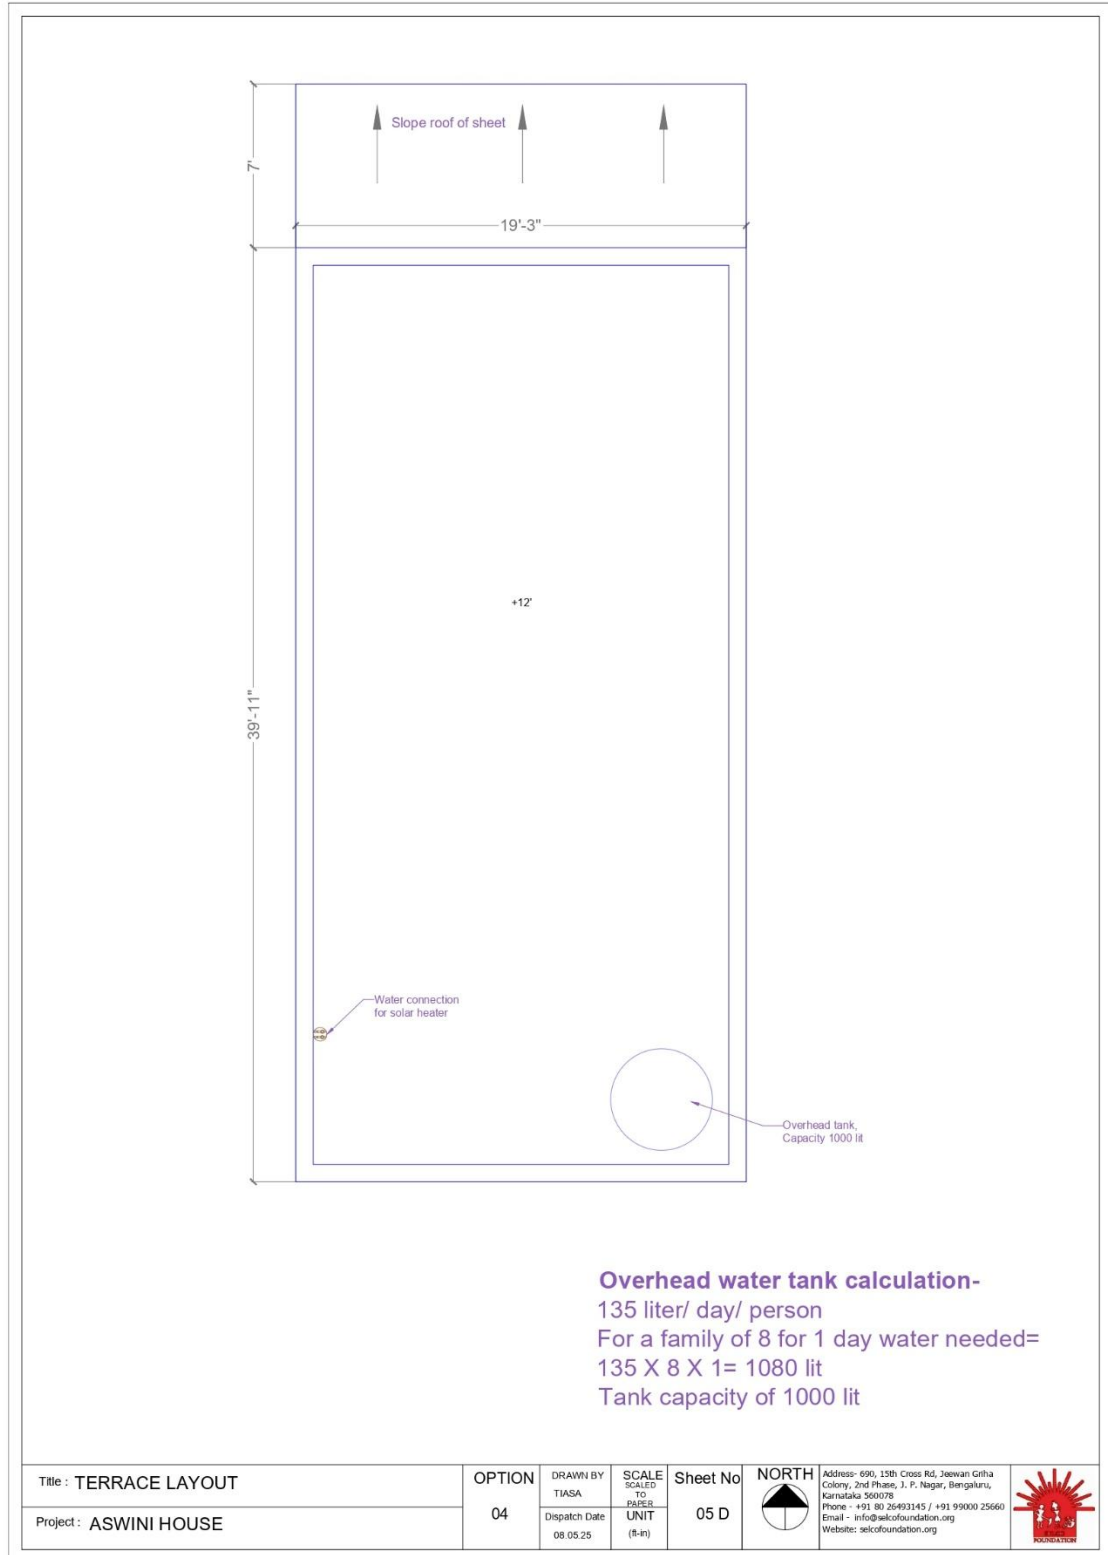 Slope roof of sheet
7'
19'-3"
+12'
39'-11"
Water connection
for solar heater
Overhead tank,
Capacity 1000 lit
Overhead water tank calculation-
135 liter/ day/ person
For a family of 8 for 1 day water needed=
135 X 8 X 1= 1080 lit
Tank capacity of 1000 lit
Title : TERRACE LAYOUT
Project : ASWINI HOUSE
OPTION
04
DRAWN BY
TIASA
Dispatch Date
08.05.25
SCALE
SCALED
TO
PAPER
UNIT
(ft-in)
Sheet No
05 D
NORTH
Address- 690, 15th Cross Rd, Jeewan Griha
Colony, 2nd Phase, J. P. Nagar, Bengaluru,
Karnataka 560078
Phone - +91 80 26493145 / +91 99000 25660
Email - info@selcofoundation.org
Website: selcofoundation.org
SELCO
FOUNDATION